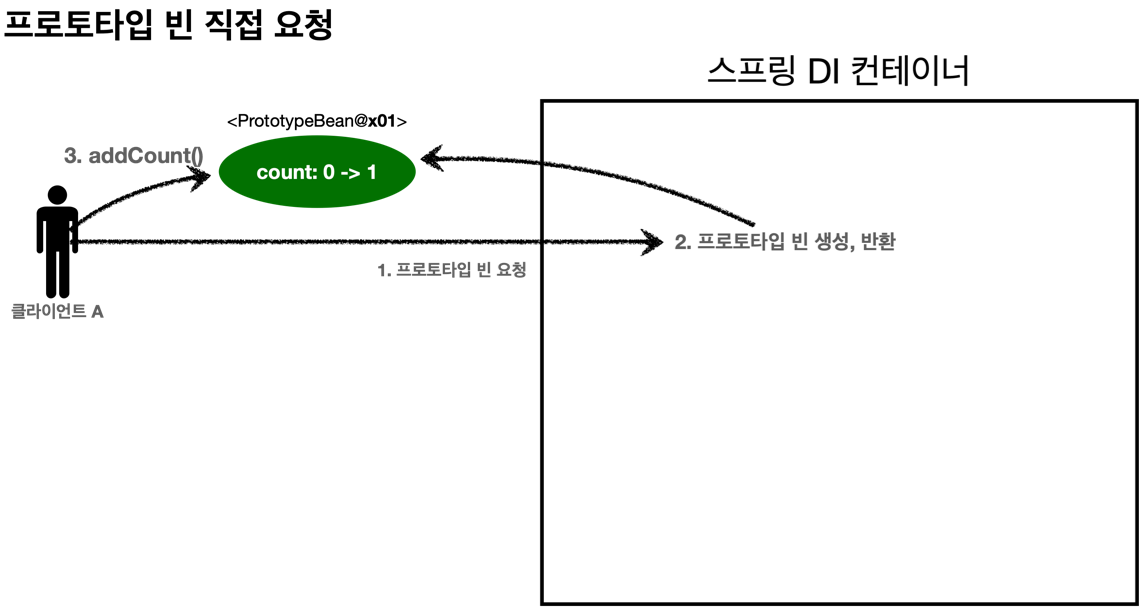 프로토타입 빈 직접 요청
스프링 DI 컨테이너
<PrototypeBean@x01>
3. addCount()
count: 0 -> 1
2. 프로토타입 빈 생성, 반환
1. 프로토타입 빈 요청
클라이언트 A